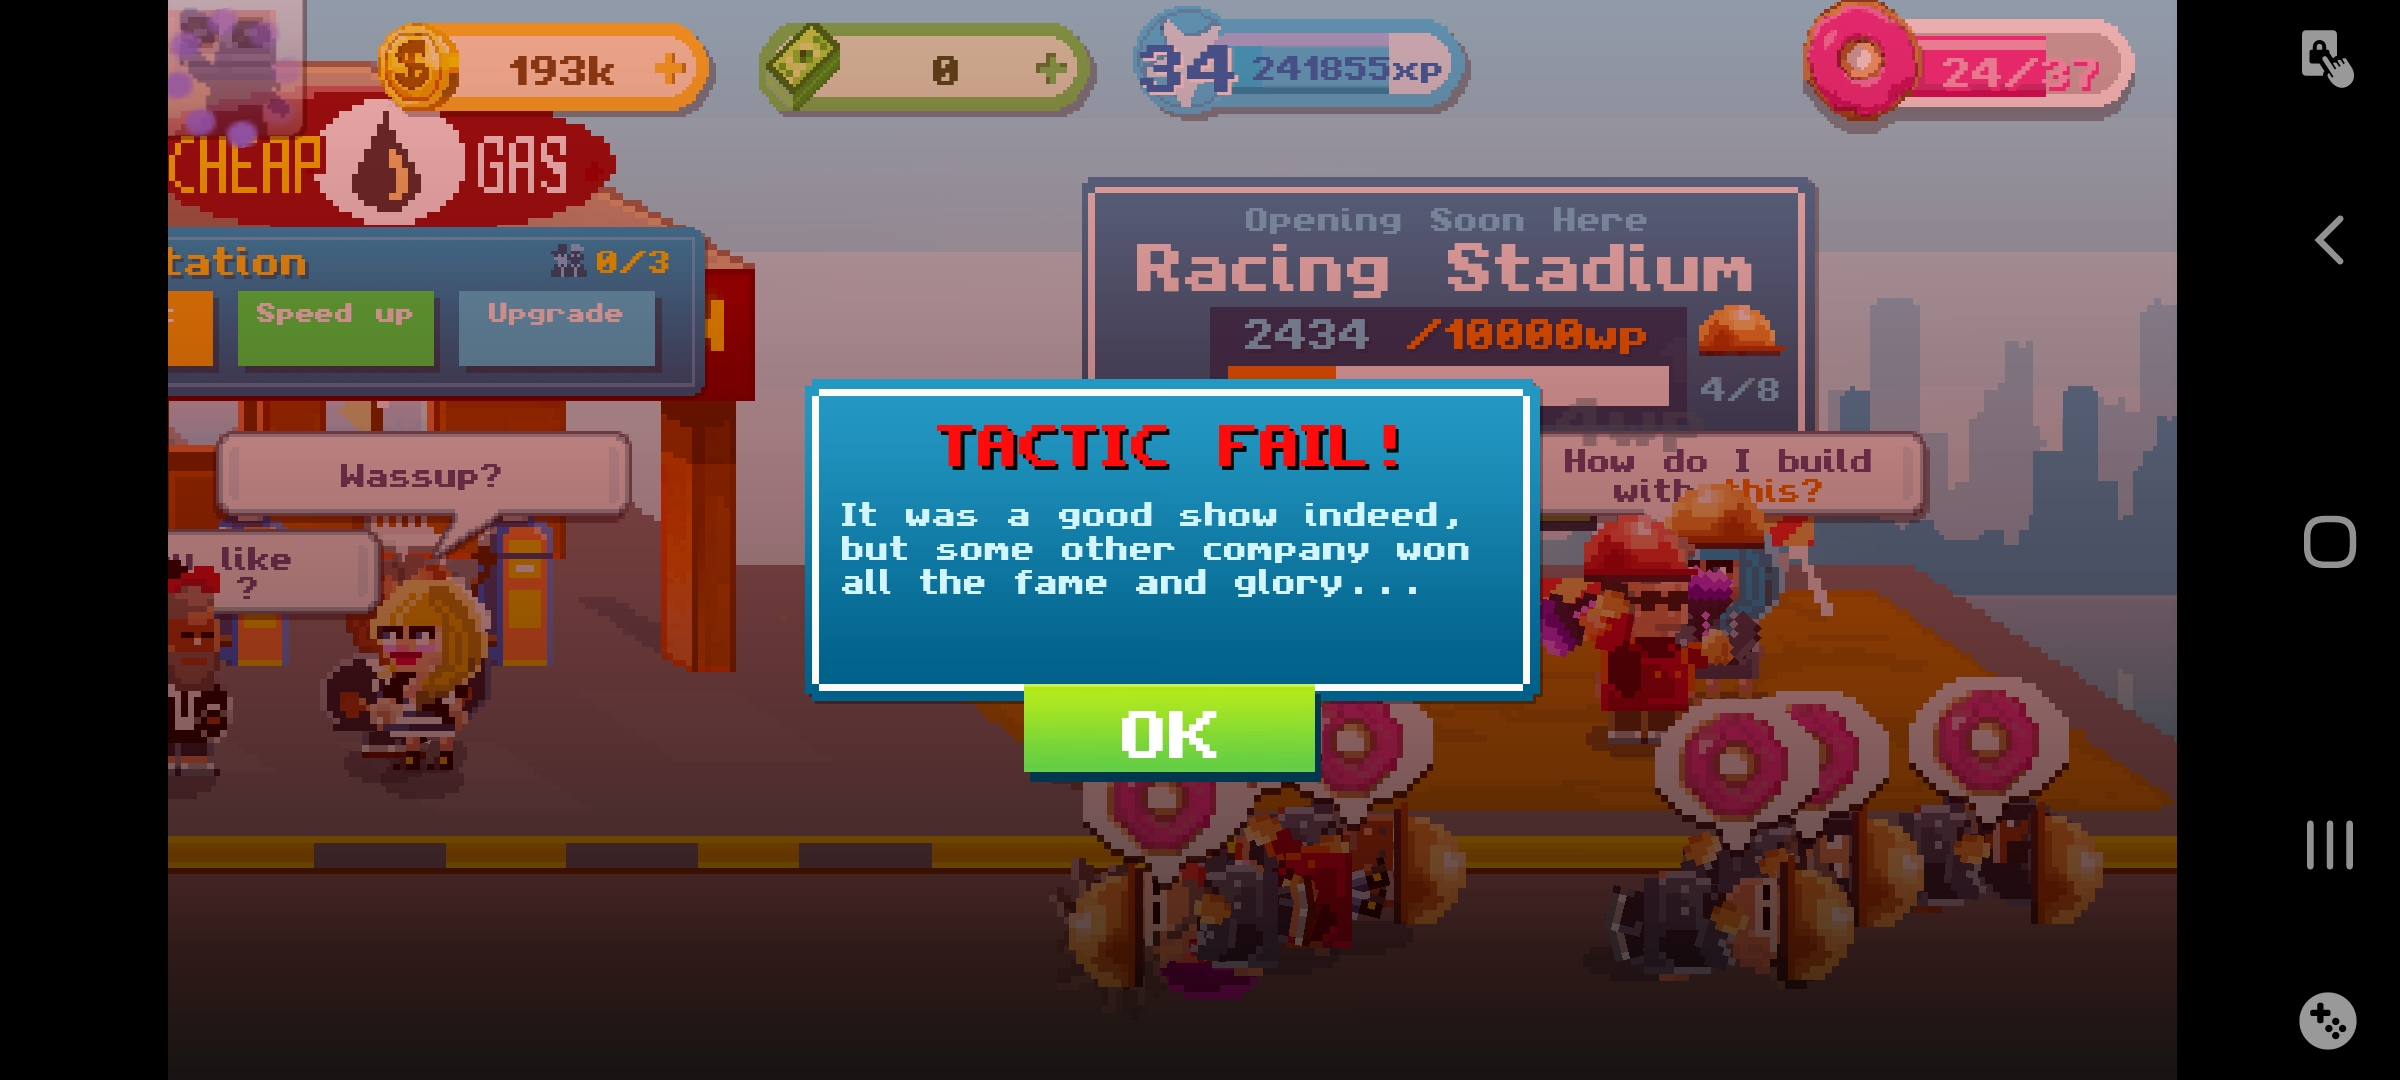 193k
0
34
241855xp
24/37
CHEAP GAS
tation
0/3
Speed up
Upgrade
Opening Soon Here
Racing Stadium
2434 /10000wp
4/8
TACTIC FAIL!
It was a good show indeed,
but some other company won
all the fame and glory...
OK
Wassup?
like
?
How do I build
with this?